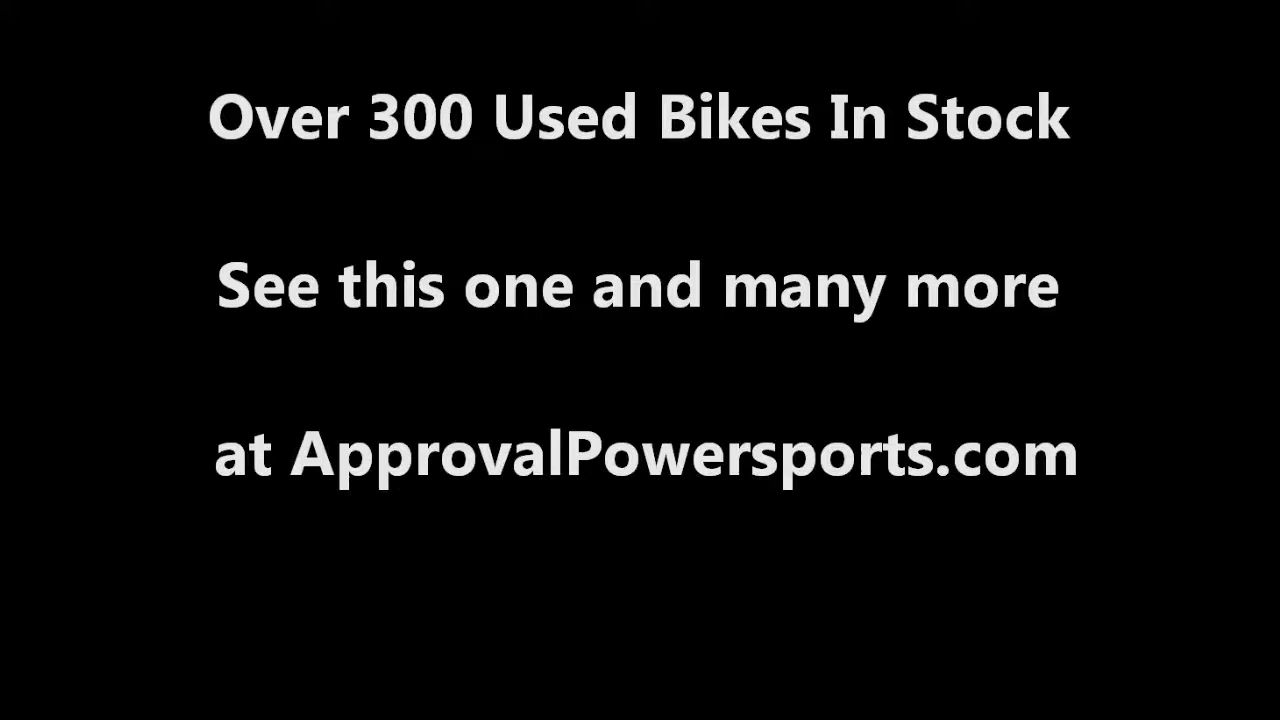 Over 300 Used Bikes In Stock
See this one and many more
at ApprovalPowersports.com